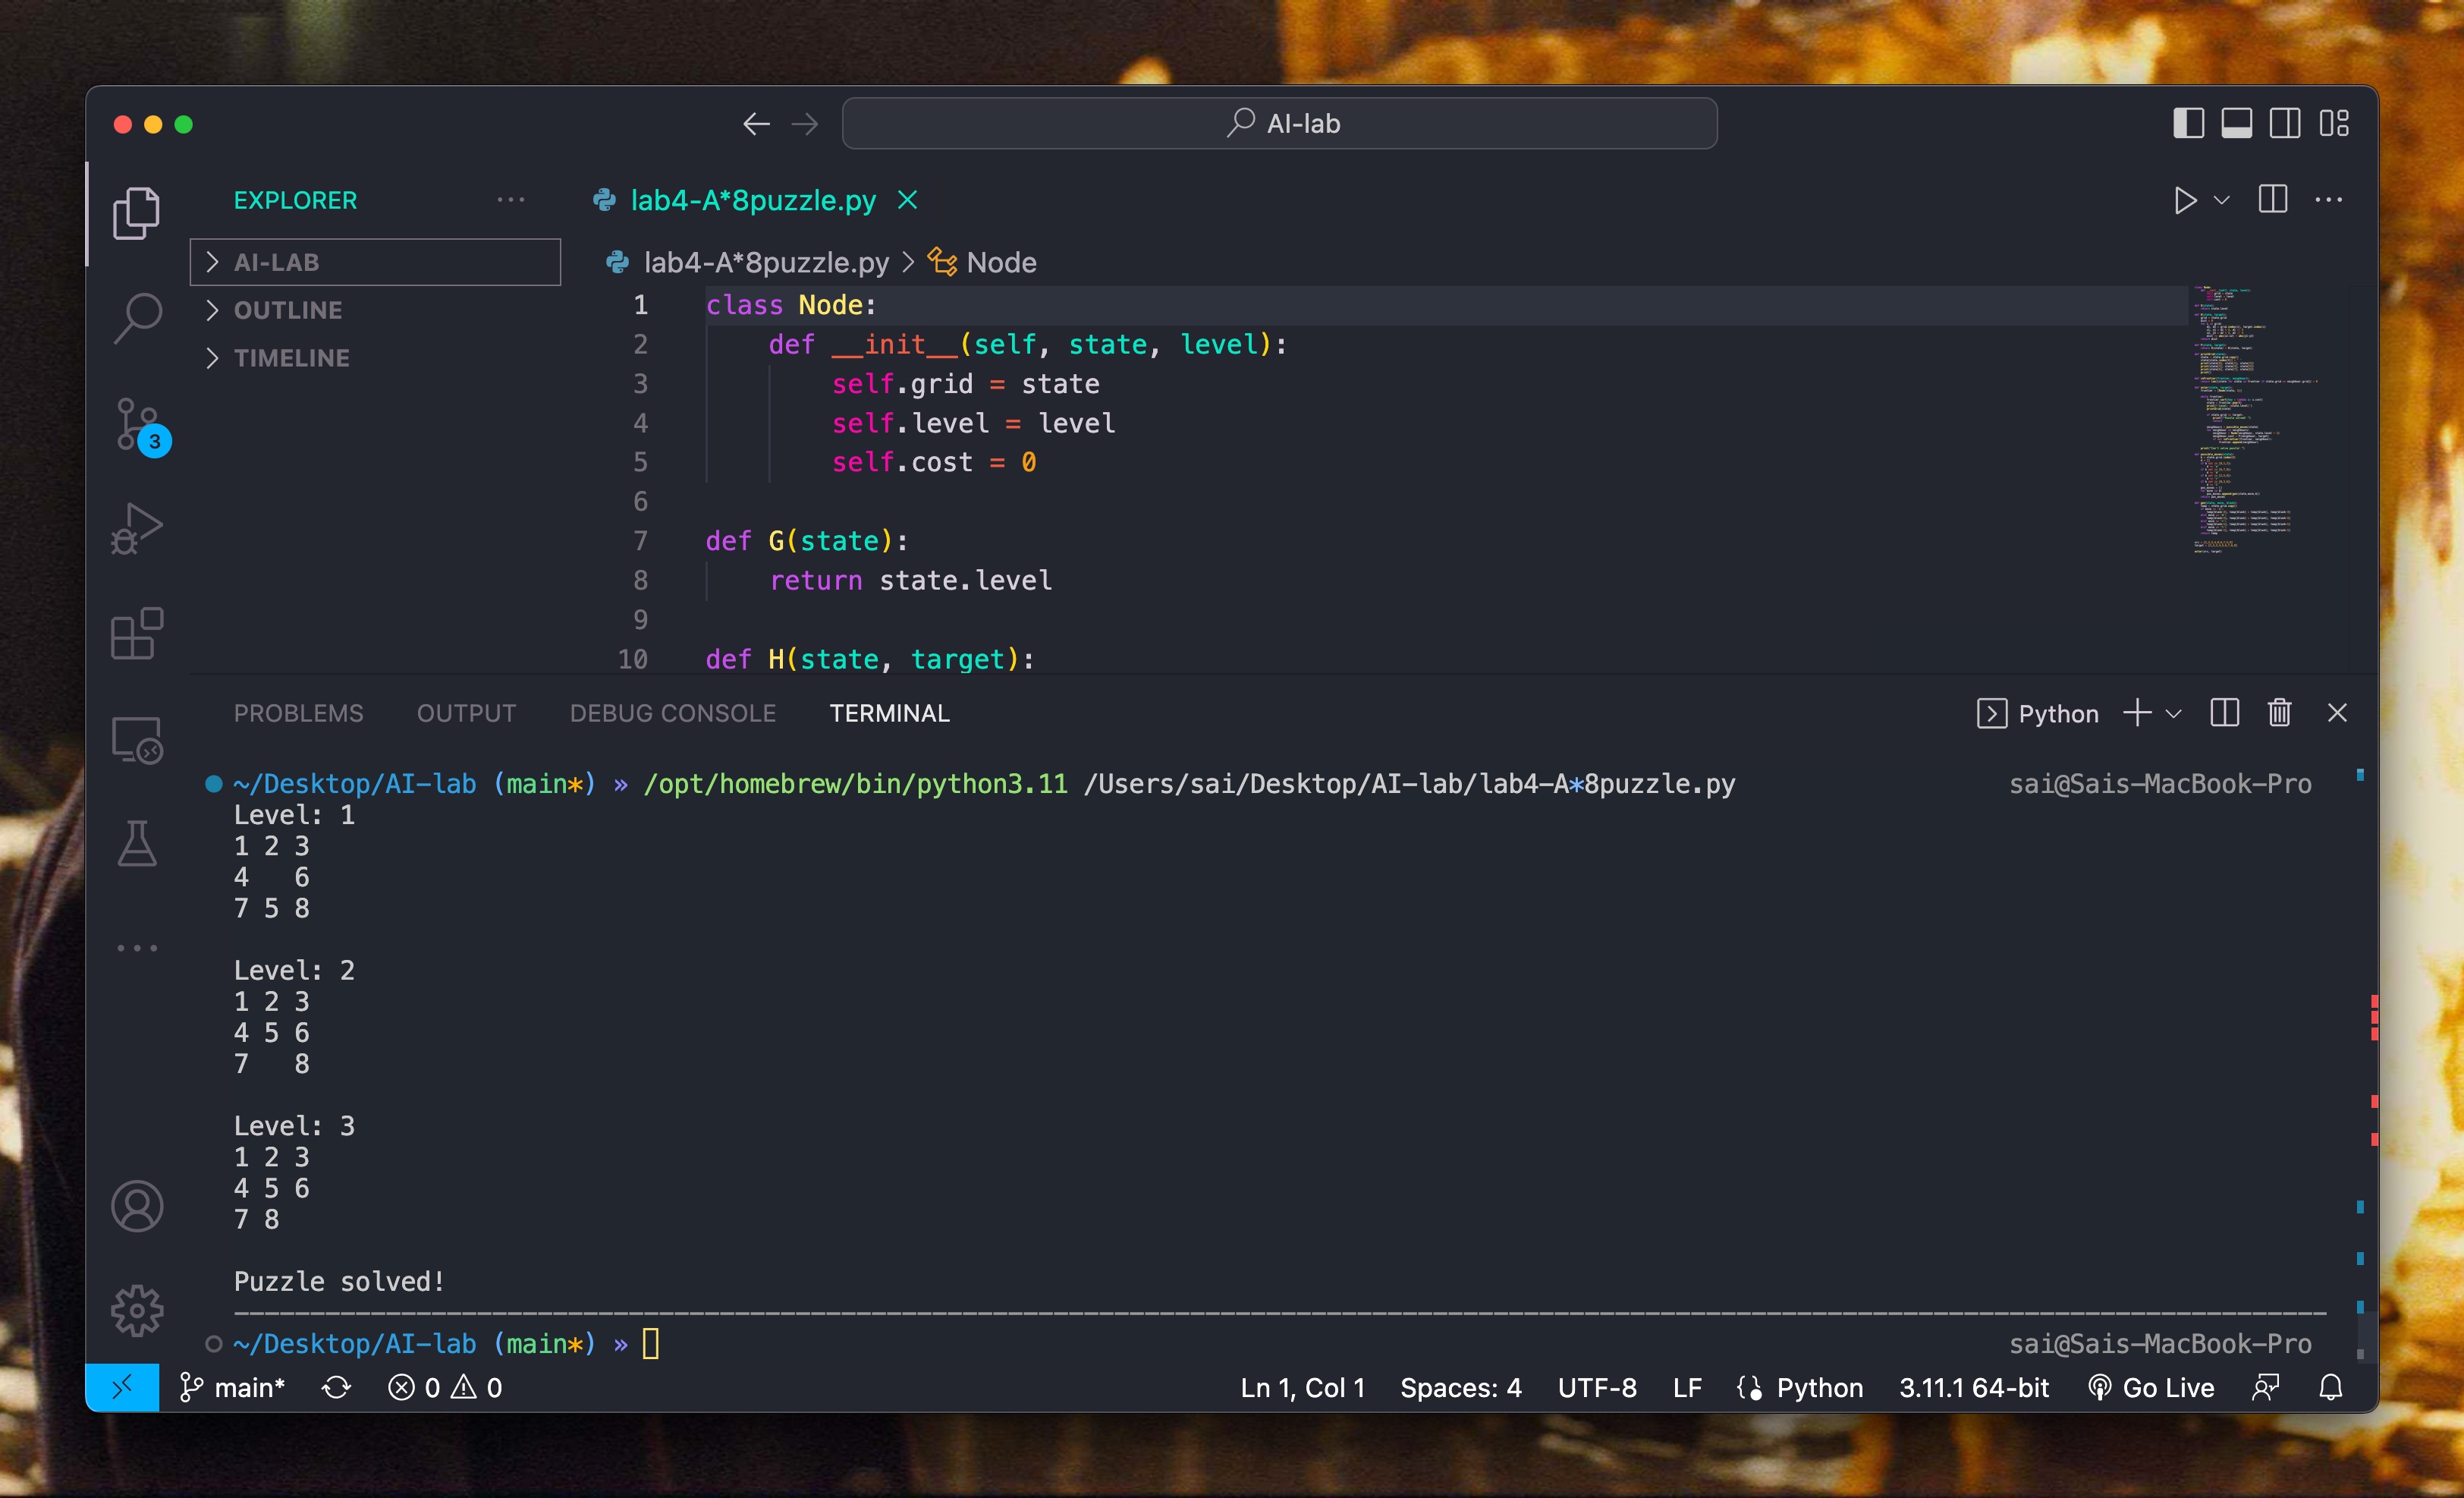 AI-lab
EXPLORER
AI-LAB
OUTLINE
TIMELINE
3
lab4-A*8puzzle.py
lab4-A*8puzzle.py > Node
1 class Node:
2     def __init__(self, state, level):
3         self.grid = state
4         self.level = level
5         self.cost = 0
6
7 def G(state):
8     return state.level
9
10 def H(state, target):
PROBLEMS OUTPUT DEBUG CONSOLE TERMINAL Python
~/Desktop/AI-lab (main*) » /opt/homebrew/bin/python3.11 /Users/sai/Desktop/AI-lab/lab4-A*8puzzle.py sai@Sais-MacBook-Pro
Level: 1
1 2 3
4   6
7 5 8
Level: 2
1 2 3
4 5 6
7   8
Level: 3
1 2 3
4 5 6
7 8
Puzzle solved!
~/Desktop/AI-lab (main*) » sai@Sais-MacBook-Pro
main* 0 0 Ln 1, Col 1 Spaces: 4 UTF-8 LF Python 3.11.1 64-bit Go Live